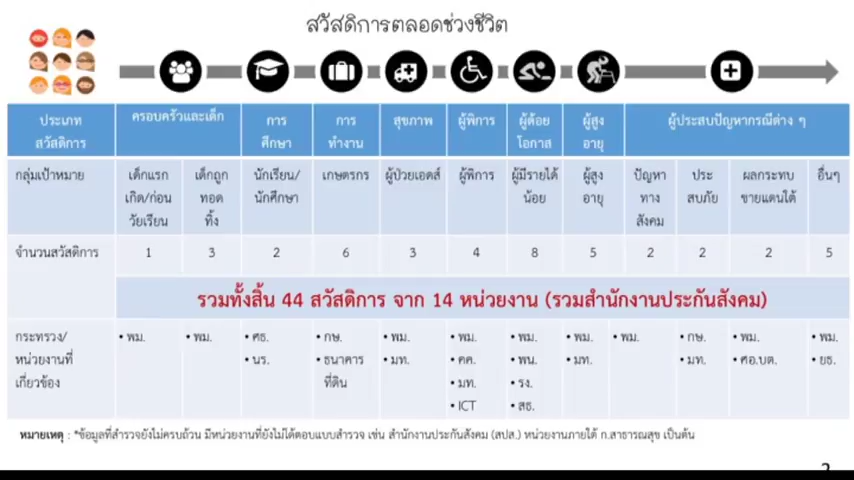 สวัสดิการตลอดช่วงชีวิต
ประเภท
สวัสดิการ
ครอบครัวและเด็ก
การ
ศึกษา
การ
ทำงาน
สุขภาพ
ผู้พิการ
ผู้ด้อย
โอกาส
ผู้สูง
อายุ
ผู้ประสบปัญหากรณีต่าง ๆ
กลุ่มเป้าหมาย
เด็กแรก
เกิด/ก่อน
วัยเรียน
เด็กถูก
ทอด
ทิ้ง
นักเรียน/
นักศึกษา
เกษตรกร
ผู้ป่วยเอดส์
ผู้พิการ
ผู้มีรายได้
น้อย
ผู้สูง
อายุ
ปัญหา
ทาง
สังคม
ประ
สบภัย
ผลกระทบ
ชายแดนใต้
อื่นๆ
จำนวนสวัสดิการ 1 3 2 6 3 4 8 5 2 2 2 5
รวมทั้งสิ้น 44 สวัสดิการ จาก 14 หน่วยงาน (รวมสำนักงานประกันสังคม)
กระทรวง/
หน่วยงานที่
เกี่ยวข้อง
• พม.
• พม.
• ศธ.
• นร.
• กษ.
• ธนาคาร
ที่ดิน
• พม.
• มท.
• พม.
• คค.
• มท.
• ICT
• พม.
• พน.
• รง.
• สธ.
• พม.
• มท.
• พม.
• กษ.
• มท.
• พม.
• ศอ.บต.
• พม.
• ยธ.
หมายเหตุ : *ข้อมูลที่สำรวจยังไม่ครบถ้วน มีหน่วยงานที่ยังไม่ได้ตอบแบบสำรวจ เช่น สำนักงานประกันสังคม (สปส.) หน่วยงานภายใต้ ก.สาธารณสุข เป็นต้น
2